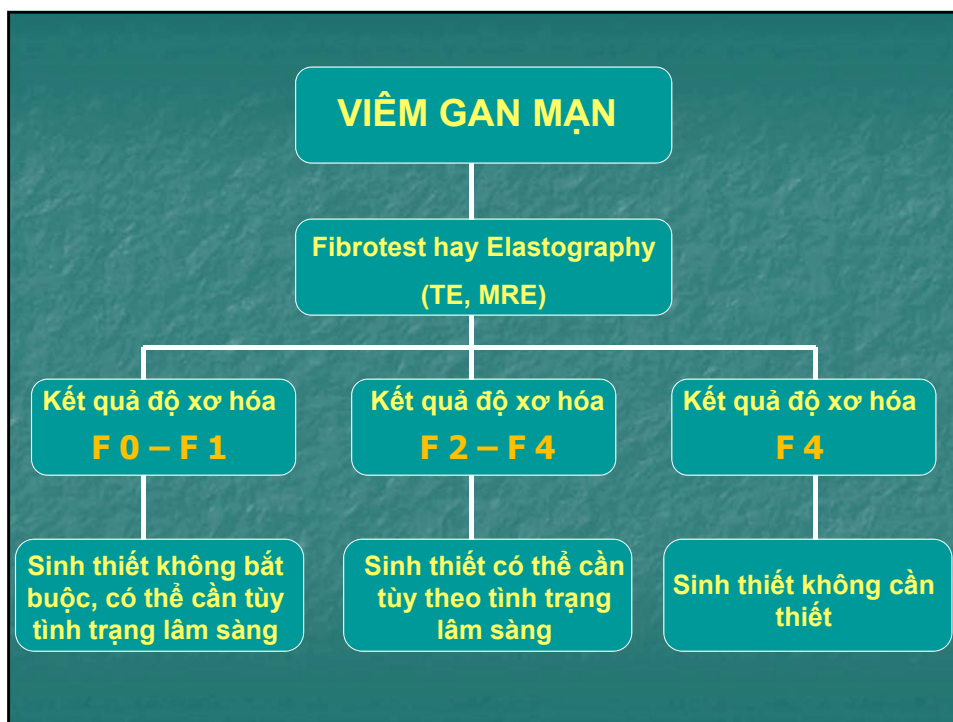 VIÊM GAN MẠN
Fibrotest hay Elastography
(TE, MRE)
Kết quả độ xơ hóa
F 0 – F 1
Kết quả độ xơ hóa
F 2 – F 4
Kết quả độ xơ hóa
F 4
Sinh thiết không bắt
buộc, có thể cần tùy
tình trạng lâm sàng
Sinh thiết có thể cần
tùy theo tình trạng
lâm sàng
Sinh thiết không cần
thiết